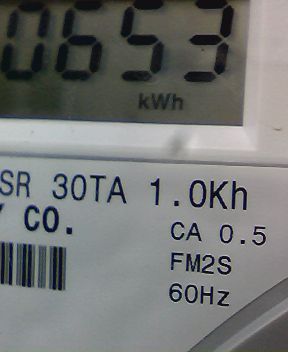 0653
kWh
SR 30TA 1.0Kh
Y CO.
CA 0.5
FM2S
60Hz